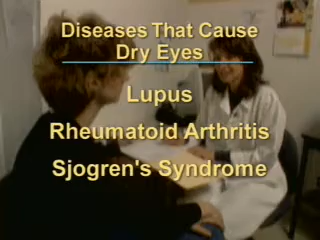 Diseases That Cause
Dry Eyes
Lupus
Rheumatoid Arthritis
Sjogren's Syndrome